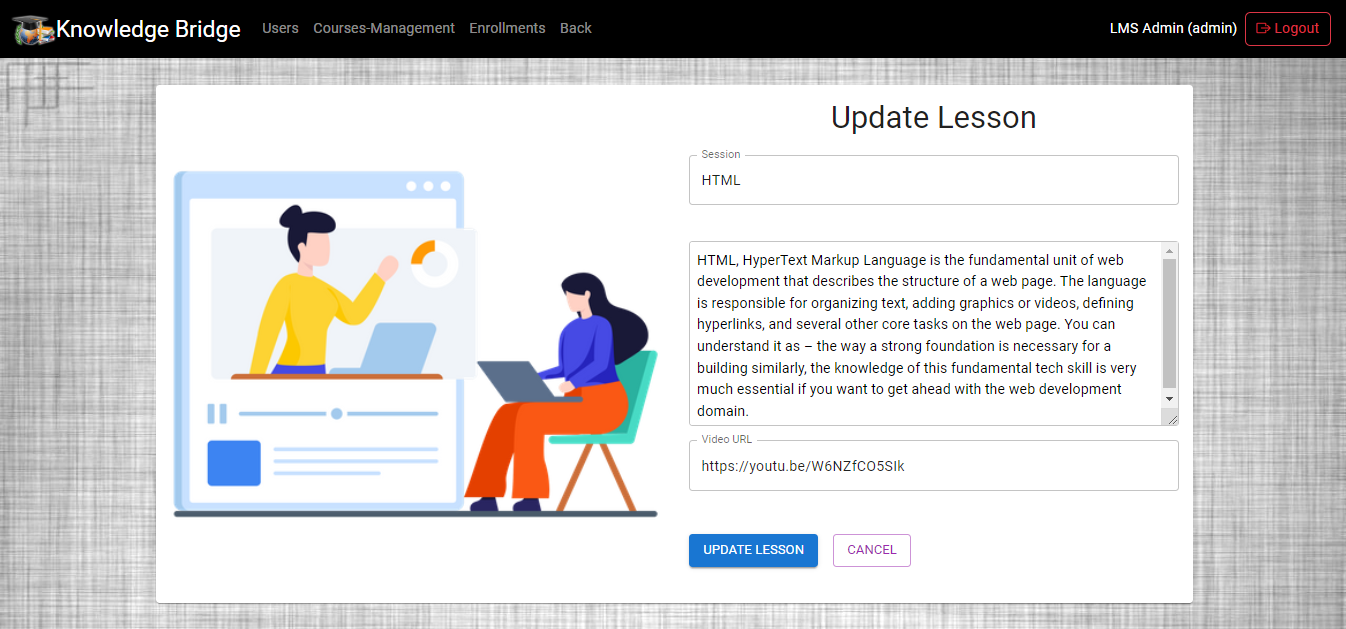 Knowledge Bridge Users Courses-Management Enrollments Back LMS Admin (admin) Logout
Update Lesson
Session
HTML
HTML, HyperText Markup Language is the fundamental unit of web
development that describes the structure of a web page. The language
is responsible for organizing text, adding graphics or videos, defining
hyperlinks, and several other core tasks on the web page. You can
understand it as – the way a strong foundation is necessary for a
building similarly, the knowledge of this fundamental tech skill is very
much essential if you want to get ahead with the web development
domain.
Video URL
https://youtu.be/W6NZfCO5SIk
UPDATE LESSON CANCEL